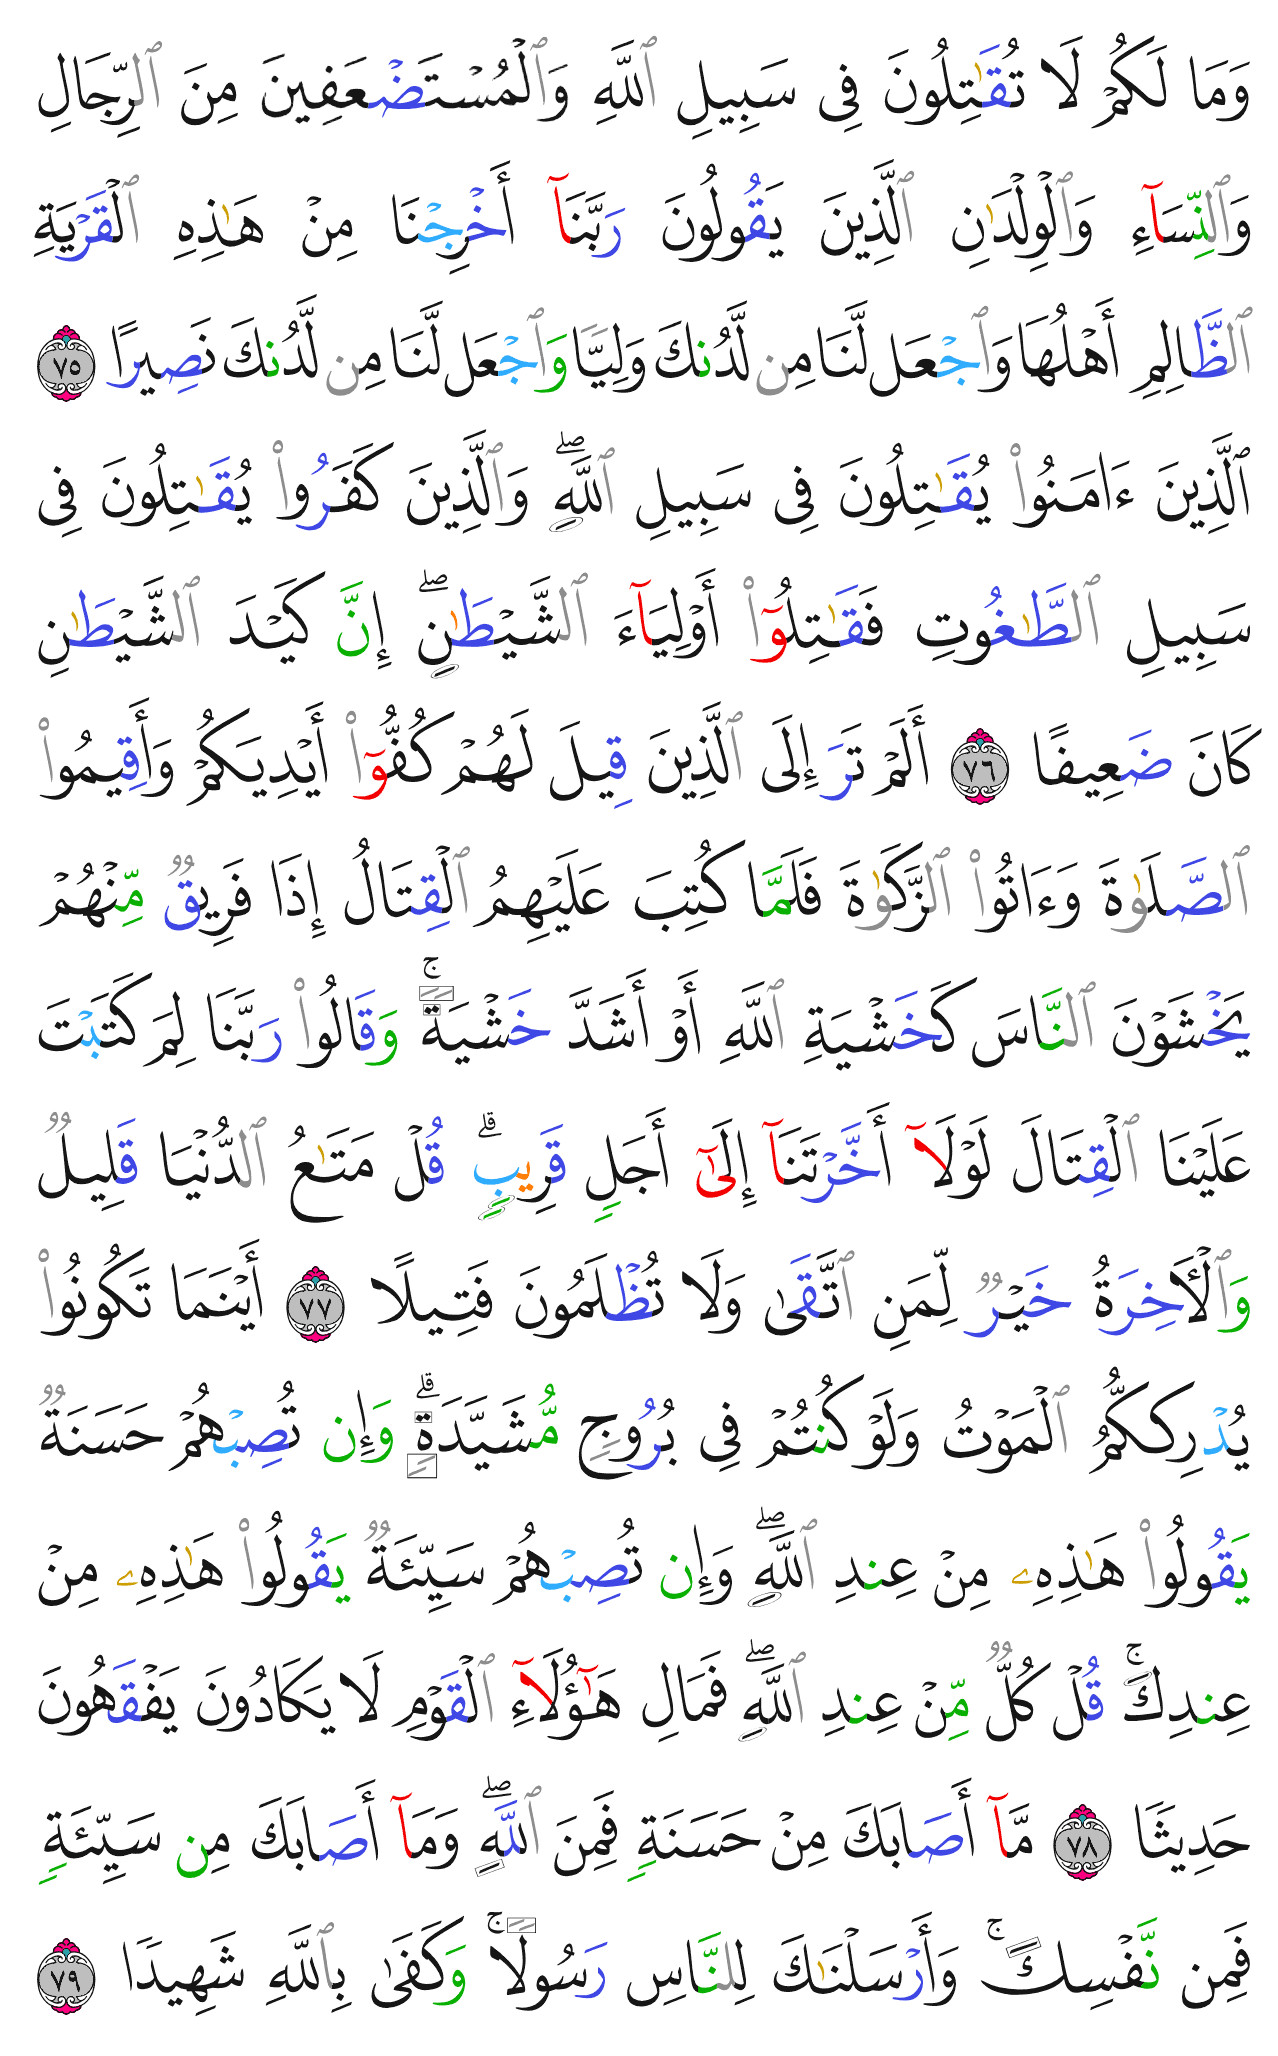 وَمَا لَكُمْ لَا تُقَٰتِلُونَ فِى سَبِيلِ ٱللَّهِ وَٱلْمُسْتَضْعَفِينَ مِنَ ٱلرِّجَالِ
وَٱلنِّسَآءِ وَٱلْوِلْدَٰنِ ٱلَّذِينَ يَقُولُونَ رَبَّنَآ أَخْرِجْنَا مِنْ هَٰذِهِ ٱلْقَرْيَةِ
ٱلظَّالِمِ أَهْلُهَا وَٱجْعَل لَّنَا مِن لَّدُنكَ وَلِيًّا وَٱجْعَل لَّنَا مِن لَّدُنكَ نَصِيرًا ٧٥
ٱلَّذِينَ ءَامَنُوا۟ يُقَٰتِلُونَ فِى سَبِيلِ ٱللَّهِ ۖ وَٱلَّذِينَ كَفَرُوا۟ يُقَٰتِلُونَ فِى
سَبِيلِ ٱلطَّٰغُوتِ فَقَٰتِلُوٓا۟ أَوْلِيَآءَ ٱلشَّيْطَٰنِ ۖ إِنَّ كَيْدَ ٱلشَّيْطَٰنِ
كَانَ ضَعِيفًا ٧٦ أَلَمْ تَرَ إِلَى ٱلَّذِينَ قِيلَ لَهُمْ كُفُّوٓا۟ أَيْدِيَكُمْ وَأَقِيمُوا۟
ٱلصَّلَوٰةَ وَءَاتُوا۟ ٱلزَّكَوٰةَ فَلَمَّا كُتِبَ عَلَيْهِمُ ٱلْقِتَالُ إِذَا فَرِيقٌ مِّنْهُمْ
يَخْشَوْنَ ٱلنَّاسَ كَخَشْيَةِ ٱللَّهِ أَوْ أَشَدَّ خَشْيَةً ۚ وَقَالُوا۟ رَبَّنَا لِمَ كَتَبْتَ
عَلَيْنَا ٱلْقِتَالَ لَوْلَآ أَخَّرْتَنَآ إِلَىٰٓ أَجَلٍ قَرِيبٍ ۗ قُلْ مَتَٰعُ ٱلدُّنْيَا قَلِيلٌ
وَٱلْأَخِرَةُ خَيْرٌ لِّمَنِ ٱتَّقَىٰ وَلَا تُظْلَمُونَ فَتِيلًا ٧٧ أَيْنَمَا تَكُونُوا۟
يُدْرِككُّمُ ٱلْمَوْتُ وَلَوْ كُنتُمْ فِى بُرُوجٍ مُّشَيَّدَةٍ ۗ وَإِن تُصِبْهُمْ حَسَنَةٌ
يَقُولُوا۟ هَٰذِهِۦ مِنْ عِندِ ٱللَّهِ ۖ وَإِن تُصِبْهُمْ سَيِّئَةٌ يَقُولُوا۟ هَٰذِهِۦ مِنْ
عِندِكَ ۚ قُلْ كُلٌّ مِّنْ عِندِ ٱللَّهِ ۖ فَمَالِ هَٰٓؤُلَآءِ ٱلْقَوْمِ لَا يَكَادُونَ يَفْقَهُونَ
حَدِيثًا ٧٨ مَّآ أَصَابَكَ مِنْ حَسَنَةٍ فَمِنَ ٱللَّهِ ۖ وَمَآ أَصَابَكَ مِن سَيِّئَةٍ
فَمِن نَّفْسِكَ ۚ وَأَرْسَلْنَٰكَ لِلنَّاسِ رَسُولًا ۚ وَكَفَىٰ بِٱللَّهِ شَهِيدًا ٧٩